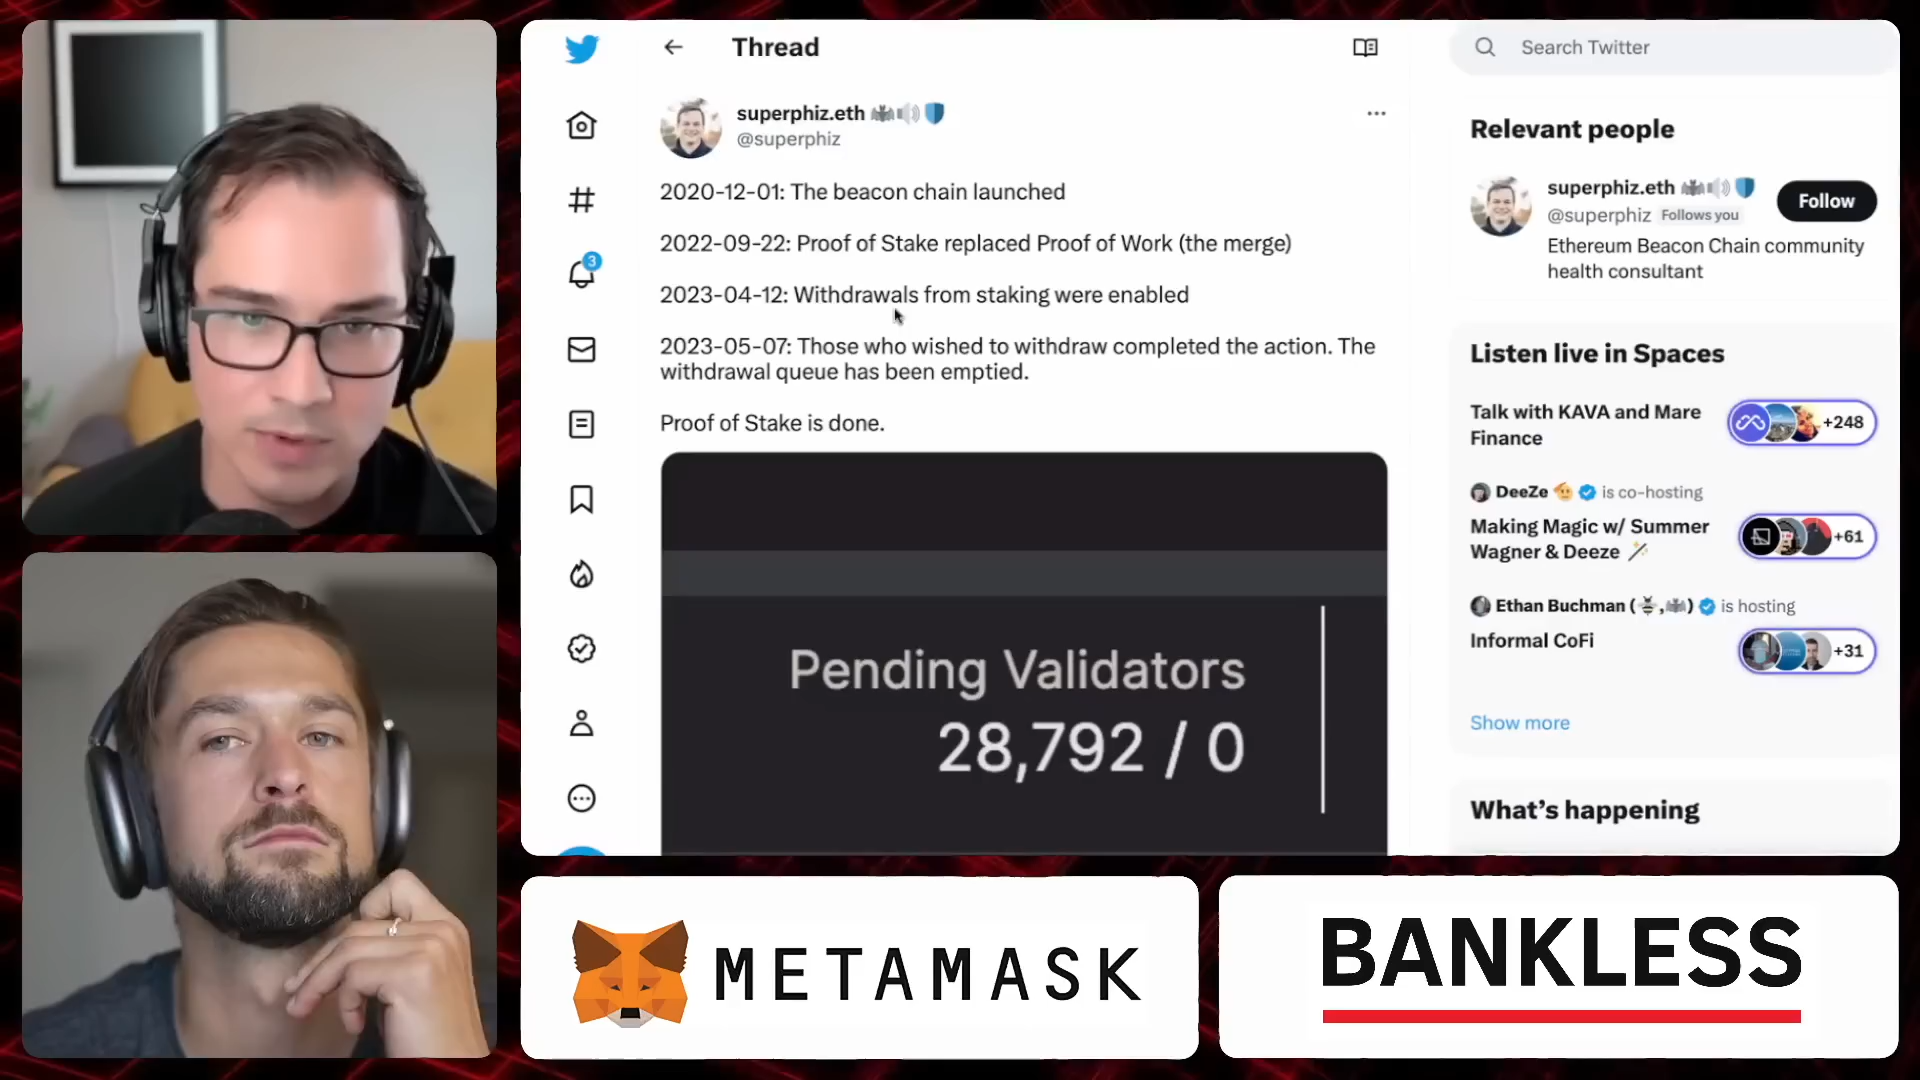 Thread
Search Twitter
superphiz.eth
@superphiz
2020-12-01: The beacon chain launched
2022-09-22: Proof of Stake replaced Proof of Work (the merge)
3
2023-04-12: Withdrawals from staking were enabled
2023-05-07: Those who wished to withdraw completed the action. The
withdrawal queue has been emptied.
Proof of Stake is done.
Pending Validators
28,792 / 0
Relevant people
superphiz.eth
@superphiz Follows you
Follow
Ethereum Beacon Chain community
health consultant
Listen live in Spaces
Talk with KAVA and Mare
Finance
+248
DeeZe is co-hosting
Making Magic w/ Summer
Wagner & Deeze
+61
Ethan Buchman ( , ) is hosting
Informal CoFi
+31
Show more
What's happening
METAMASK
BANKLESS